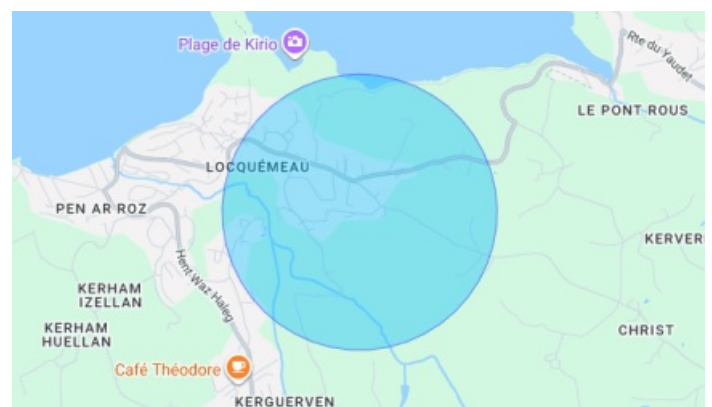 Plage de Kirio
Rte du Yaudet
LE PONT ROUS
LOCQUÉMEAU
PEN AR ROZ
KERVERI
Hent Waz Haleg
KERHAM
IZELLAN
KERHAM
HUELLAN
CHRIST
Café Théodore
KERGUERVEN